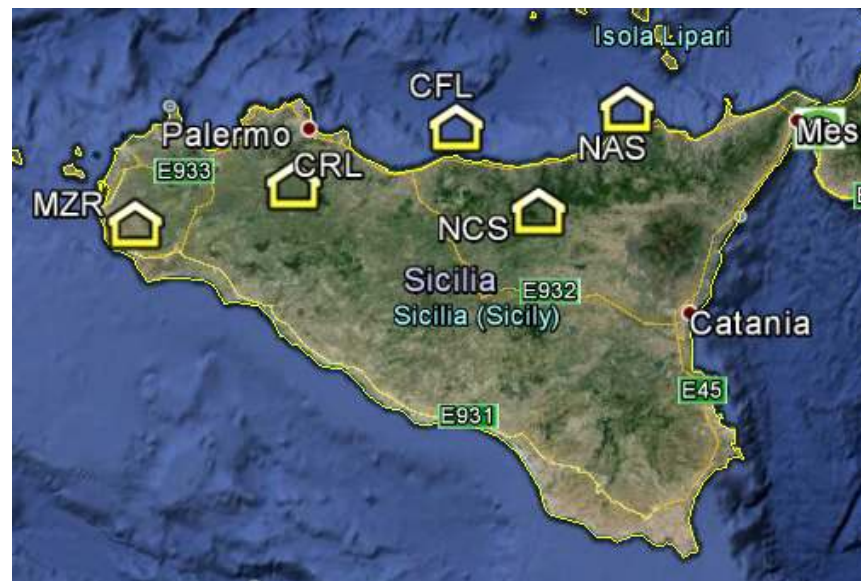 Isola Lipari
CFL
Palermo
NAS
Mes
E933
CRL
MZR
NCS
Sicilia
E932
Sicilia (Sicily)
Catania
E45
E931